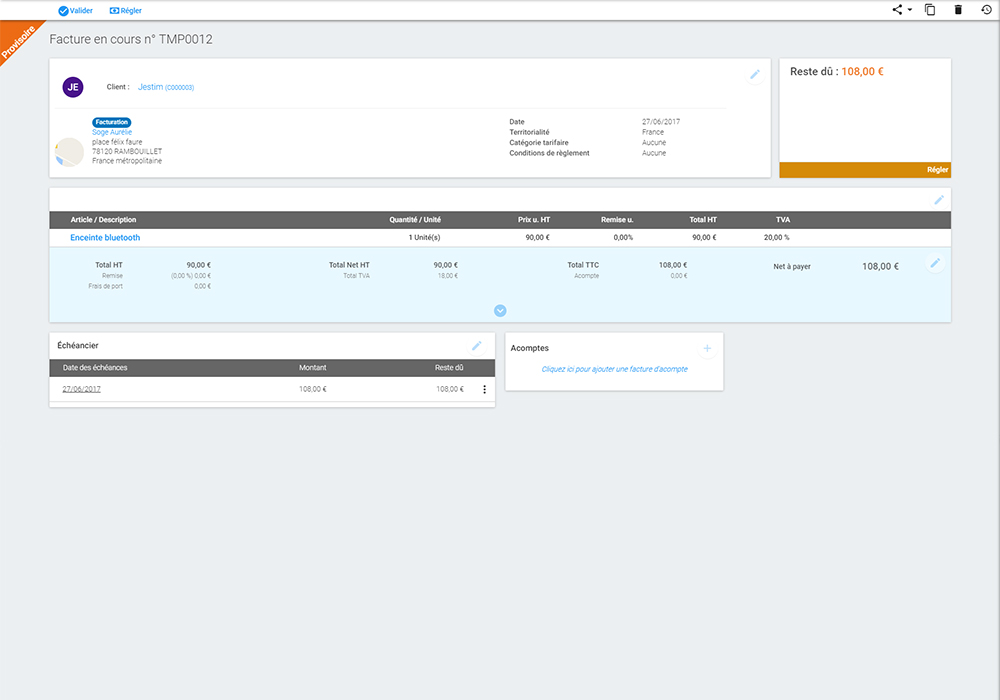 Valider Régler
Provisoire
Facture en cours n° TMP0012
JE Client : Jestim (C000003)
Reste dû : 108,00 €
Facturation
Soge Aurélie
place félix faure
78120 RAMBOUILLET
France métropolitaine
Date 27/06/2017
Territorialité France
Catégorie tarifaire Aucune
Conditions de règlement Aucune
Régler
Article / Description Quantité / Unité Prix u. HT Remise u. Total HT TVA
Enceinte bluetooth 1 Unité(s) 90,00 € 0,00% 90,00 € 20,00 %
Total HT 90,00 € Total Net HT 90,00 € Total TTC 108,00 € Net à payer 108,00 €
Remise (0,00 %) 0,00 € Total TVA 18,00 € Acompte 0,00 €
Frais de port 0,00 €
Échéancier
Date des échéances Montant Reste dû
27/06/2017 108,00 € 108,00 €
Acomptes
Cliquez ici pour ajouter une facture d'acompte